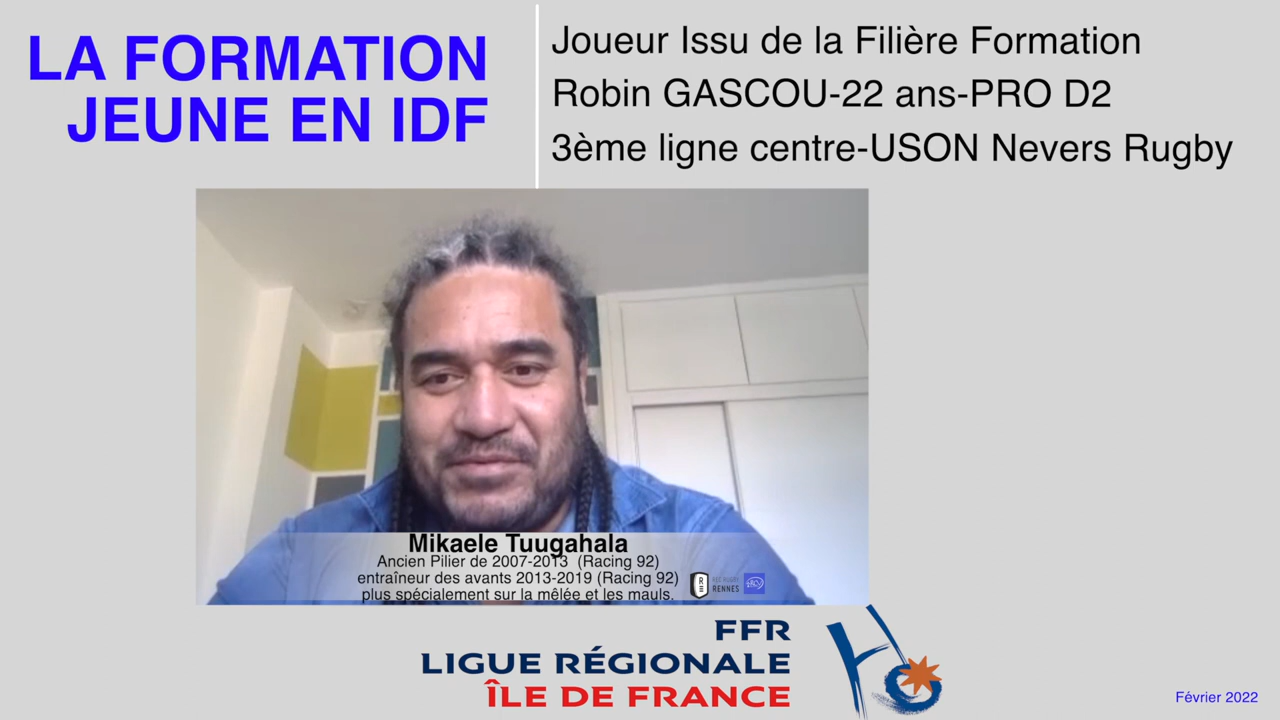 LA FORMATION
JEUNE EN IDF
Joueur Issu de la Filière Formation
Robin GASCOU-22 ans-PRO D2
3ème ligne centre-USON Nevers Rugby
Mikaele Tuugahala
Ancien Pilier de 2007-2013 (Racing 92)
entraîneur des avants 2013-2019 (Racing 92)
plus spécialement sur la mêlée et les mauls.
REC RUGBY
RENNES
FFR
LIGUE RÉGIONALE
ÎLE DE FRANCE
Février 2022